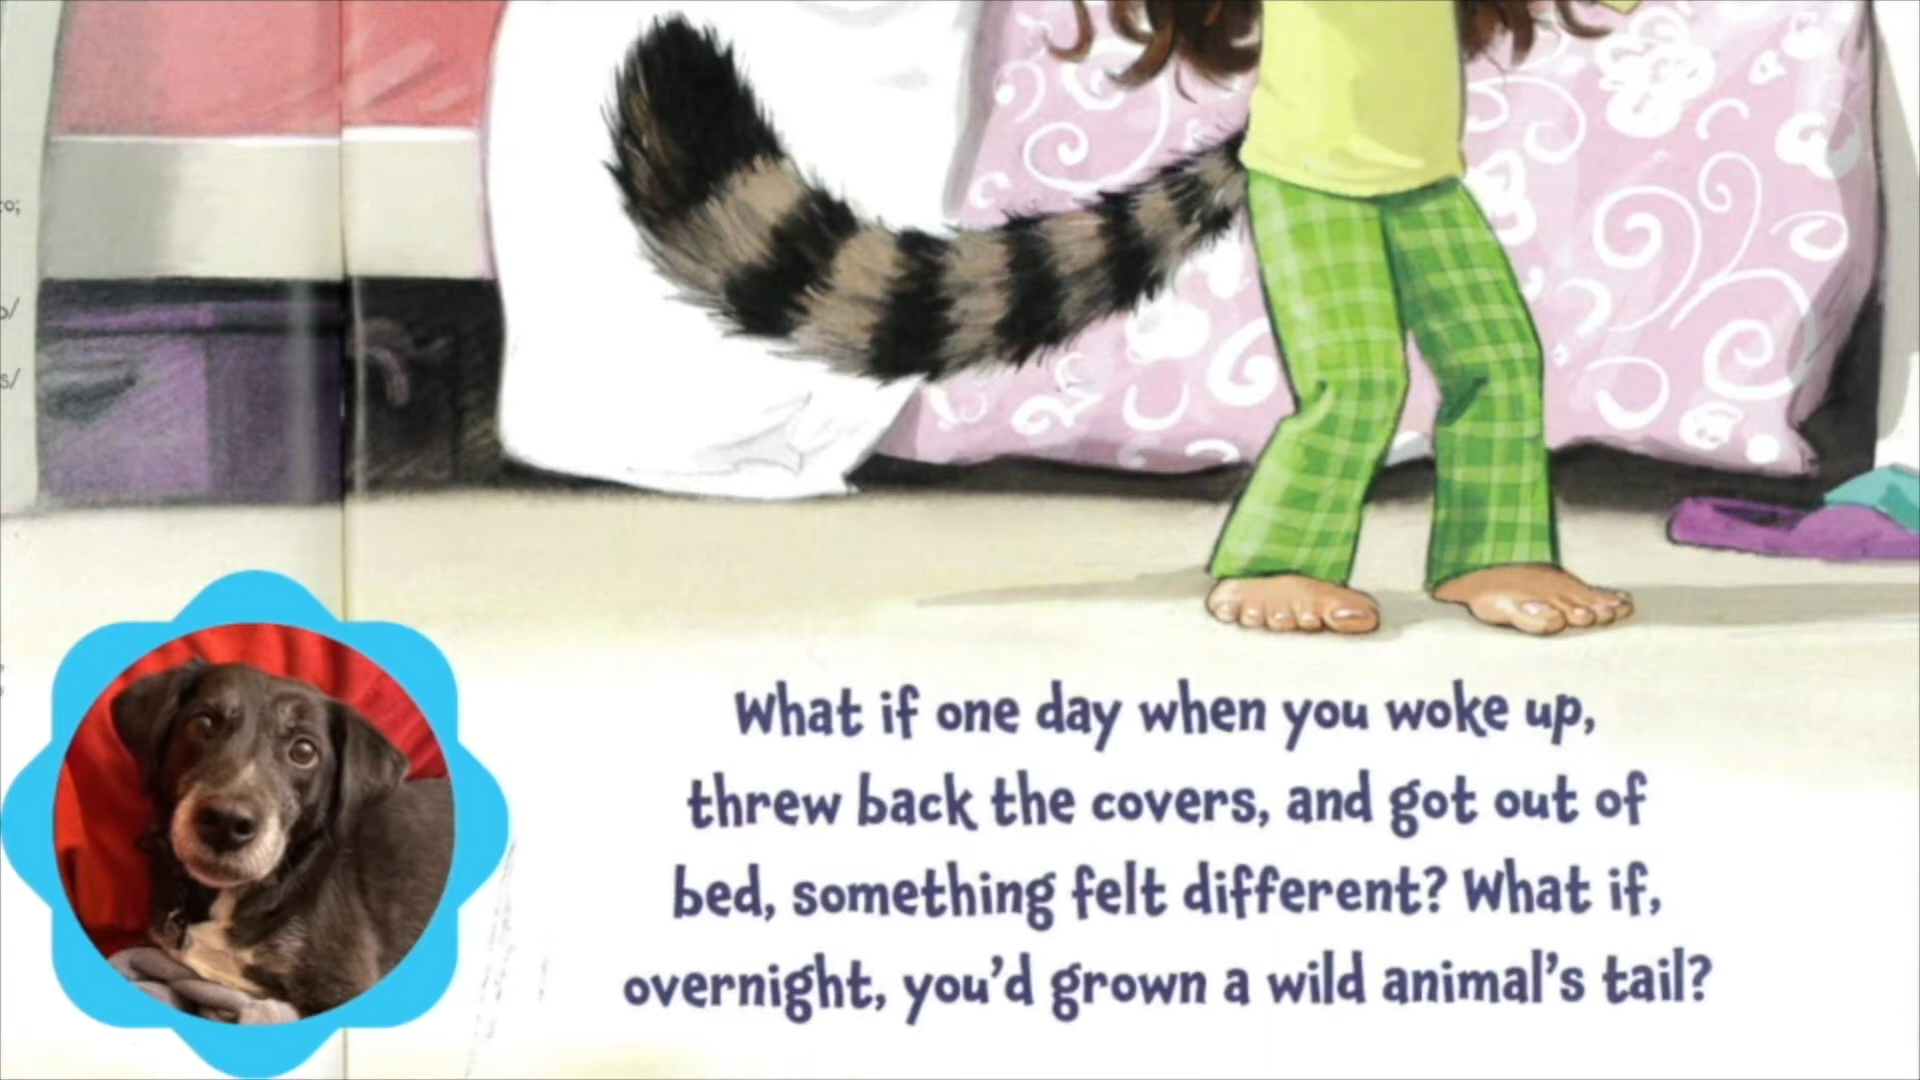 What if one day when you woke up,
threw back the covers, and got out of
bed, something felt different? What if,
overnight, you'd grown a wild animal's tail?